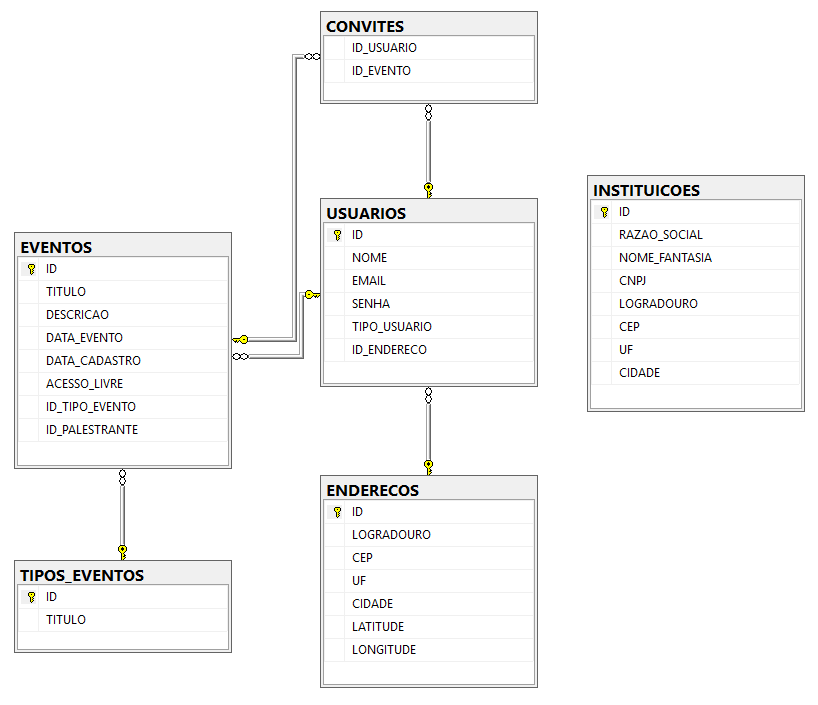 CONVITES
ID_USUARIO
ID_EVENTO
USUARIOS
ID
NOME
EMAIL
SENHA
TIPO_USUARIO
ID_ENDERECO
INSTITUICOES
ID
RAZAO_SOCIAL
NOME_FANTASIA
CNPJ
LOGRADOURO
CEP
UF
CIDADE
EVENTOS
ID
TITULO
DESCRICAO
DATA_EVENTO
DATA_CADASTRO
ACESSO_LIVRE
ID_TIPO_EVENTO
ID_PALESTRANTE
ENDERECOS
ID
LOGRADOURO
CEP
UF
CIDADE
LATITUDE
LONGITUDE
TIPOS_EVENTOS
ID
TITULO